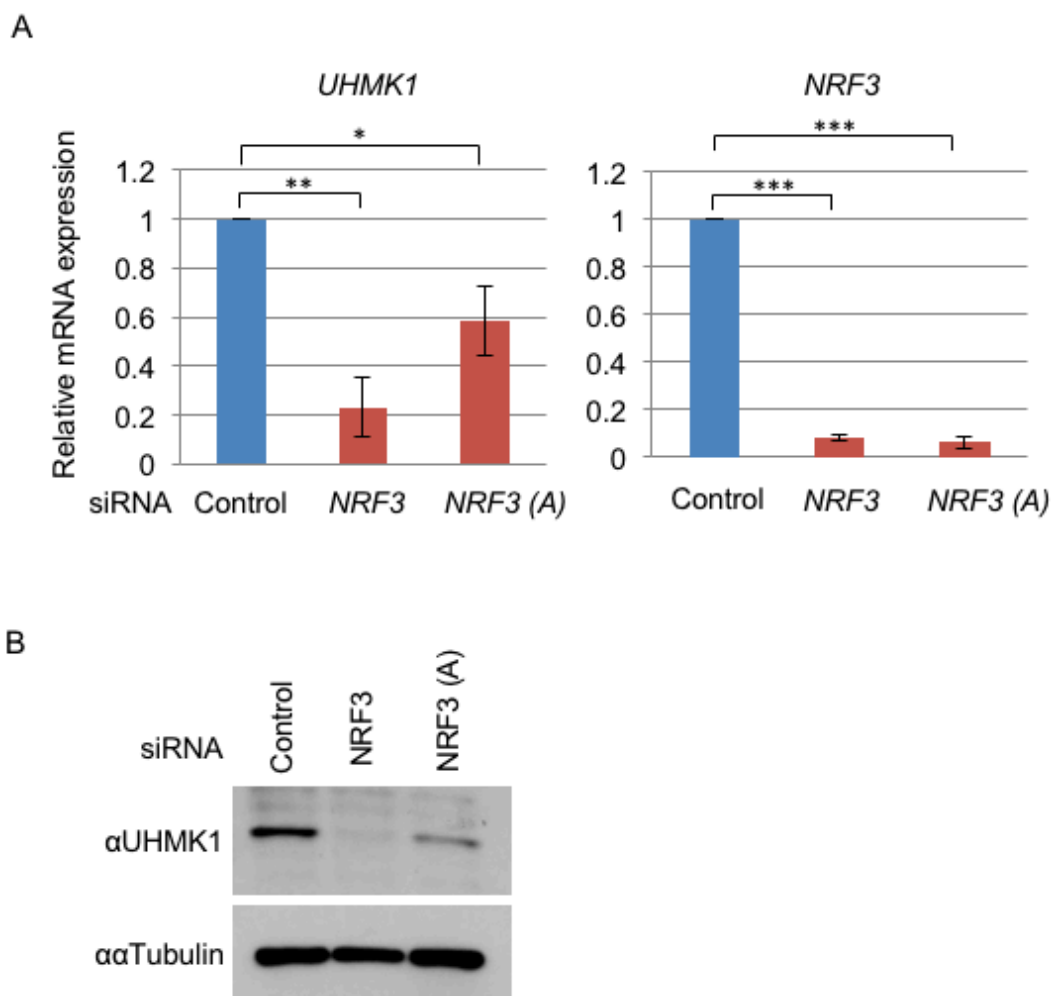 A
UHMK1
NRF3
*
**
***
***
Relative mRNA expression
1.2
1
0.8
0.6
0.4
0.2
0
1.2
1
0.8
0.6
0.4
0.2
0
siRNA Control NRF3 NRF3 (A)
Control NRF3 NRF3 (A)
B
siRNA
Control
NRF3
NRF3 (A)
αUHMK1
ααTubulin